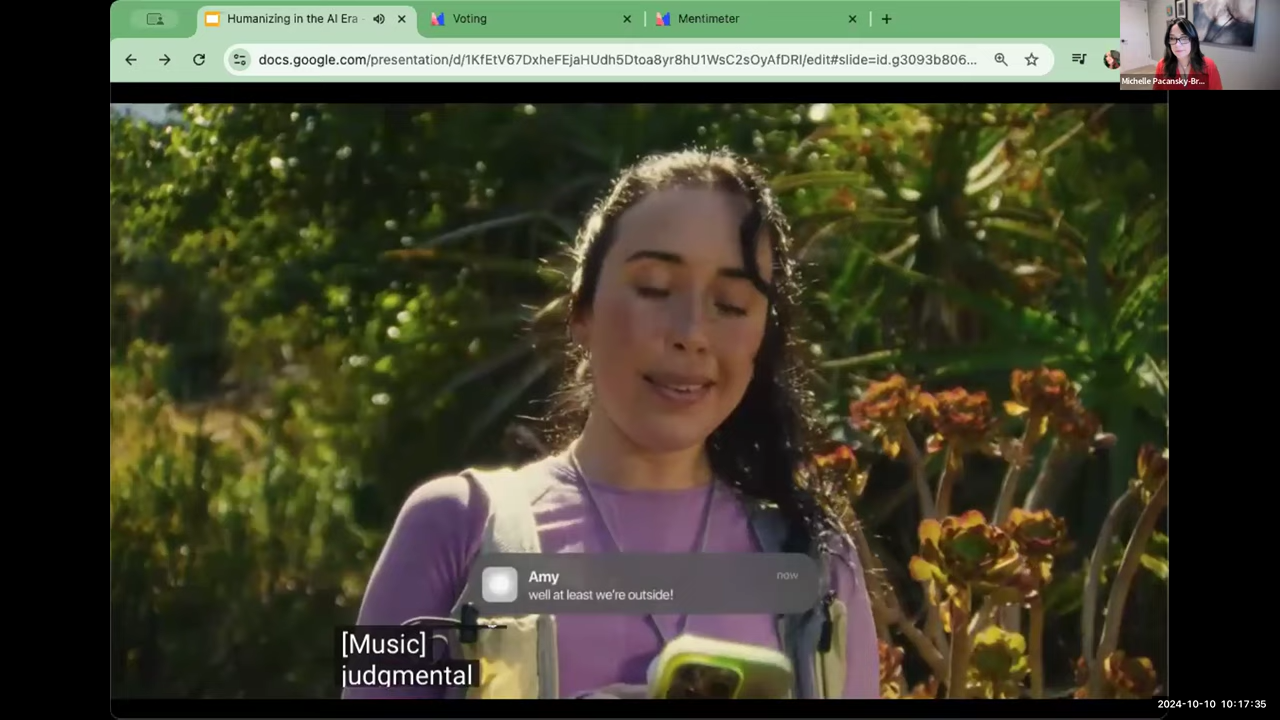 Humanizing in the AI Era
Voting
Mentimeter
docs.google.com/presentation/d/1KfEtV67DxheFEjaHUdh5Dtoa8yr8hU1WsC2sOyAfDRI/edit#slide=id.g3093b806...
Michelle Pacansky-Br...
Amy
now
well at least we're outside!
[Music]
judgmental
2024-10-10 10:17:35